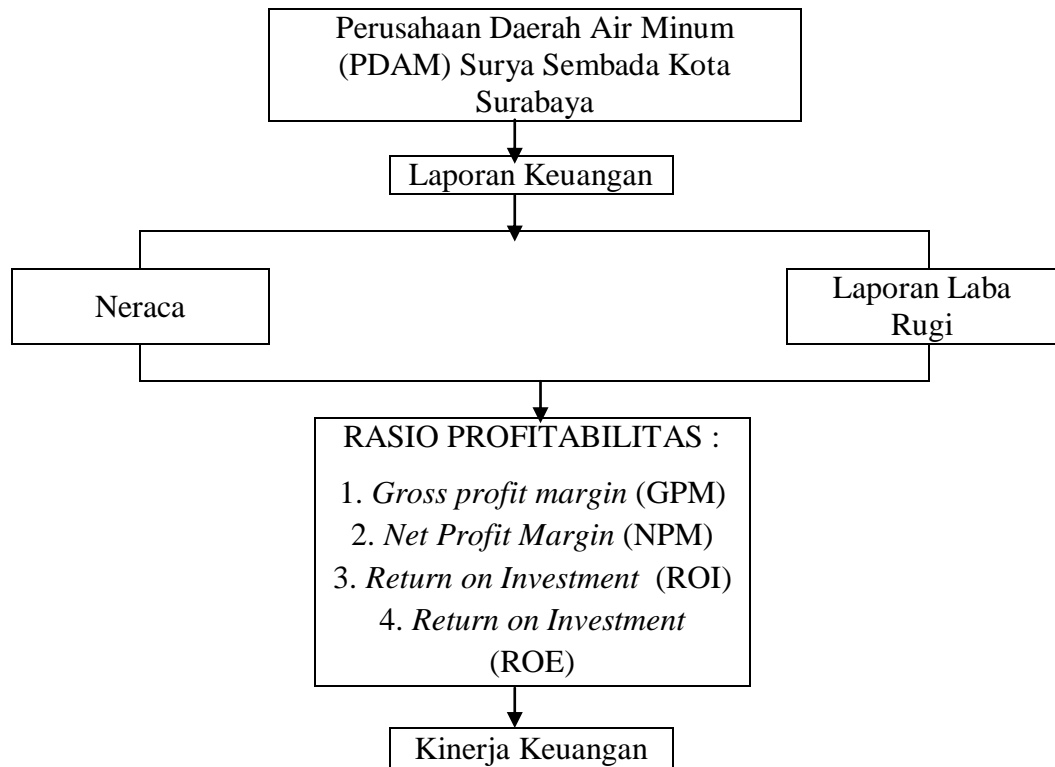 Perusahaan Daerah Air Minum
(PDAM) Surya Sembada Kota
Surabaya
Laporan Keuangan
Neraca
Laporan Laba
Rugi
RASIO PROFITABILITAS :
1. Gross profit margin (GPM)
2. Net Profit Margin (NPM)
3. Return on Investment (ROI)
4. Return on Investment
(ROE)
Kinerja Keuangan